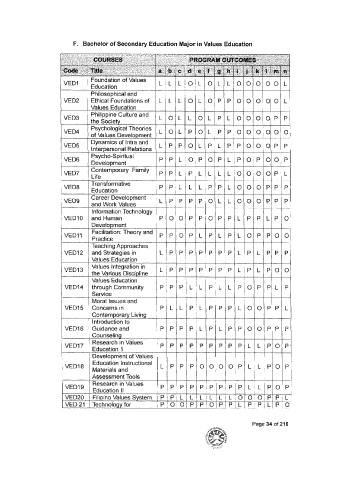 F. Bachelor of Secondary Education Major in Values Education
COURSES PROGRAM OUTCOMES
Code Title a b c d e f g h i j k l m n
VED1 Foundation of Values Education L L L O L O L L O O O O O L
VED2 Philosophical and Ethical Foundations of Values Education L L L O L O P P O O O O O L
VED3 Philippine Culture and the Society L O L L O L P L O O O O P P
VED4 Psychological Theories of Values Development L O L P O L P P O O O O O O
VED5 Dynamics of Intra and Interpersonal Relations L P P O L P L P P O O O P P
VED6 Psycho-Spiritual Development P P L O P O P L P O P O O P
VED7 Contemporary Family Life P P L P L L L L O O O O P L
VED8 Transformative Education P P L L L P P L O O O P P P
VED9 Career Development and Work Values L P P P P O L L O O O P P P
VED10 Information Technology and Human Development P O O P P O P P L P P L P O
VED11 Facilitation: Theory and Practice P P O P L P L P L O P P O O
VED12 Teaching Approaches and Strategies in Values Education L P P P P P P P L P L P P P
VED13 Values Integration in the Various Discipline L P P P P P P P L P L P O O
VED14 Values Education through Community Service P P P L L P L L P O P P L P
VED15 Moral Issues and Concerns in Contemporary Living P L L P L P P P L O O P P L
VED16 Introduction to Guidance and Counseling P P P P L P L P P O O P P P
VED17 Research in Values Education 1 P P P P P P P P P L L P O P
VED18 Development of Values Education Instructional Materials and Assessment Tools L P P P O O O O P L L P O P
VED19 Research in Values Education II P P P P P P P P P L L P O P
VED20 Filipino Values System P P L L L L L L O O O P P L
VED 21 Technology for P O O P P O P P L P P L P O
Page 34 of 216